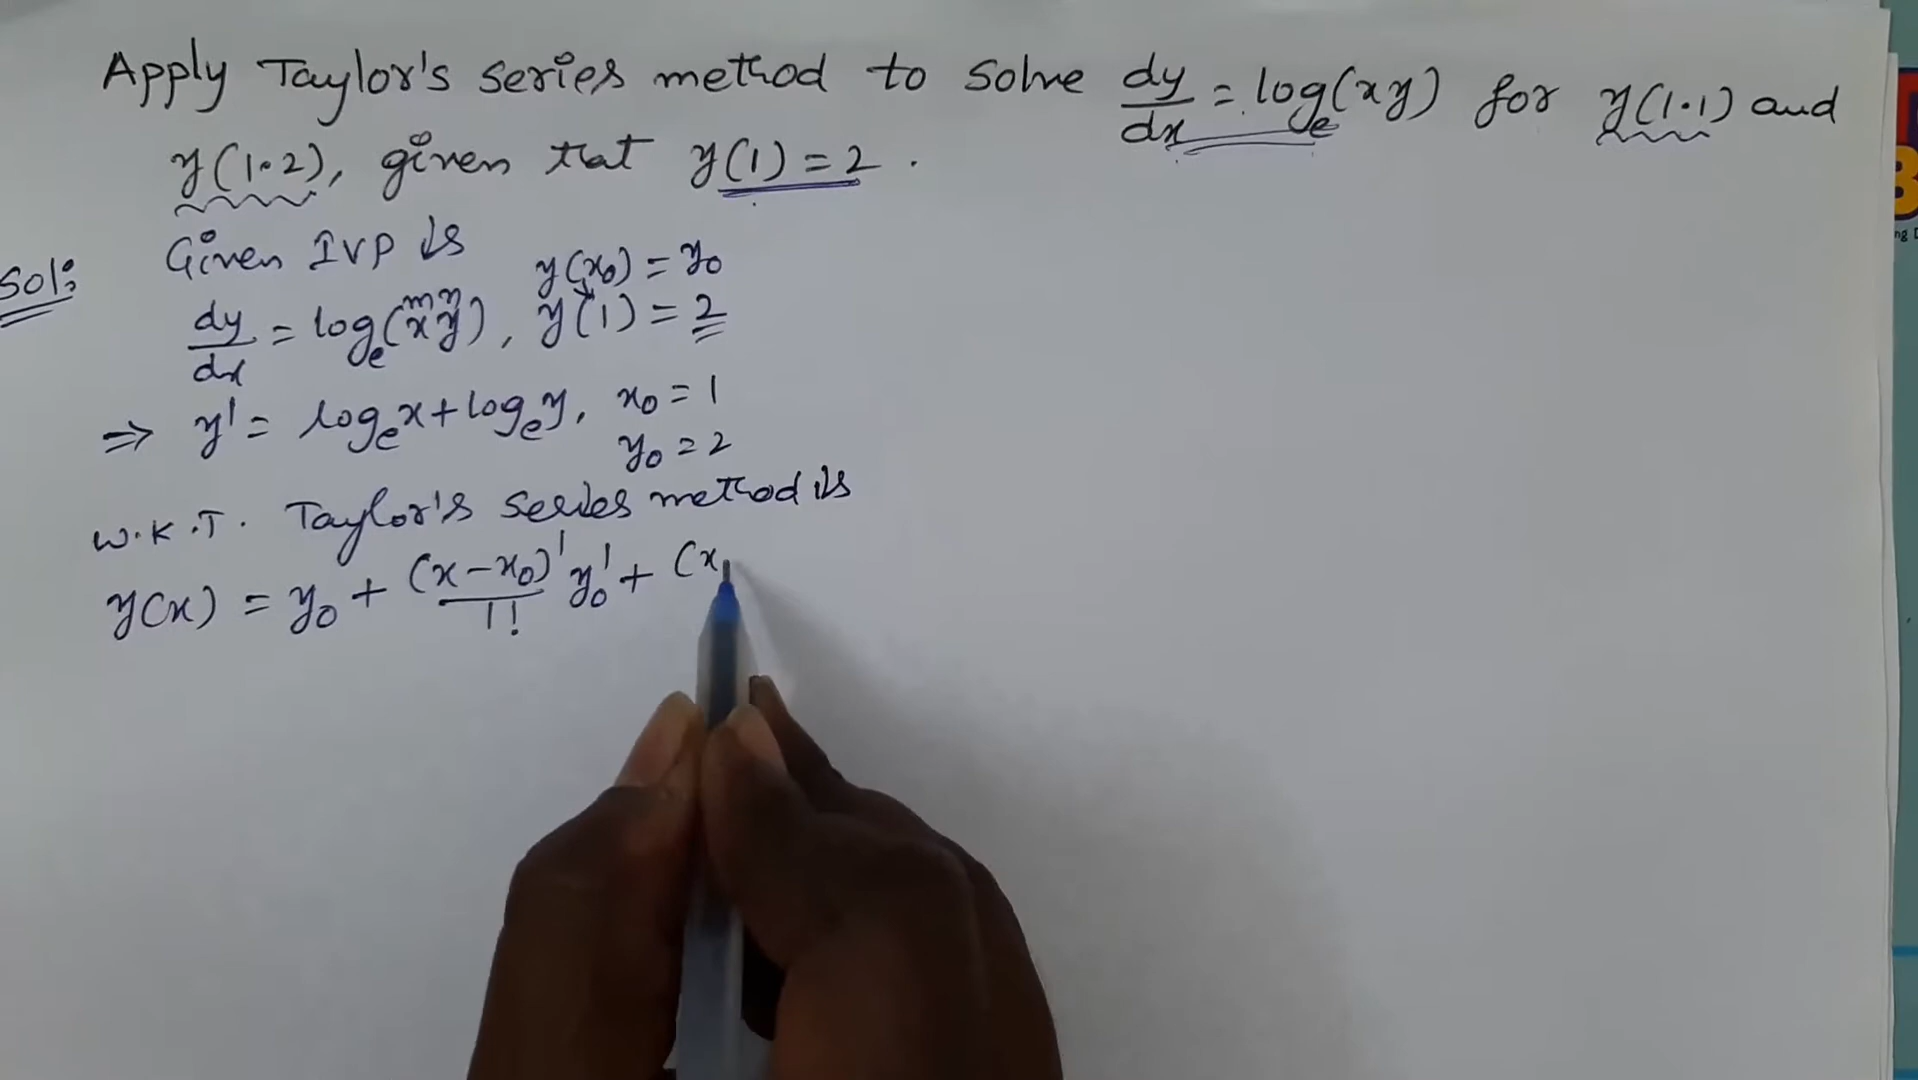 Apply Taylor's series method to solve dy/dx = logₑ(xy) for y(1.1) and
y(1.2), given that y(1) = 2.
Sol:
Given IVP is
y(x₀) = y₀
m n
dy/dx = logₑ(xy), y(1) = 2
⇒ y' = logₑx + logₑy, x₀ = 1
y₀ = 2
W.K.T. Taylor's series method is
y(x) = y₀ + (x-x₀)¹/1! y₀' + (x